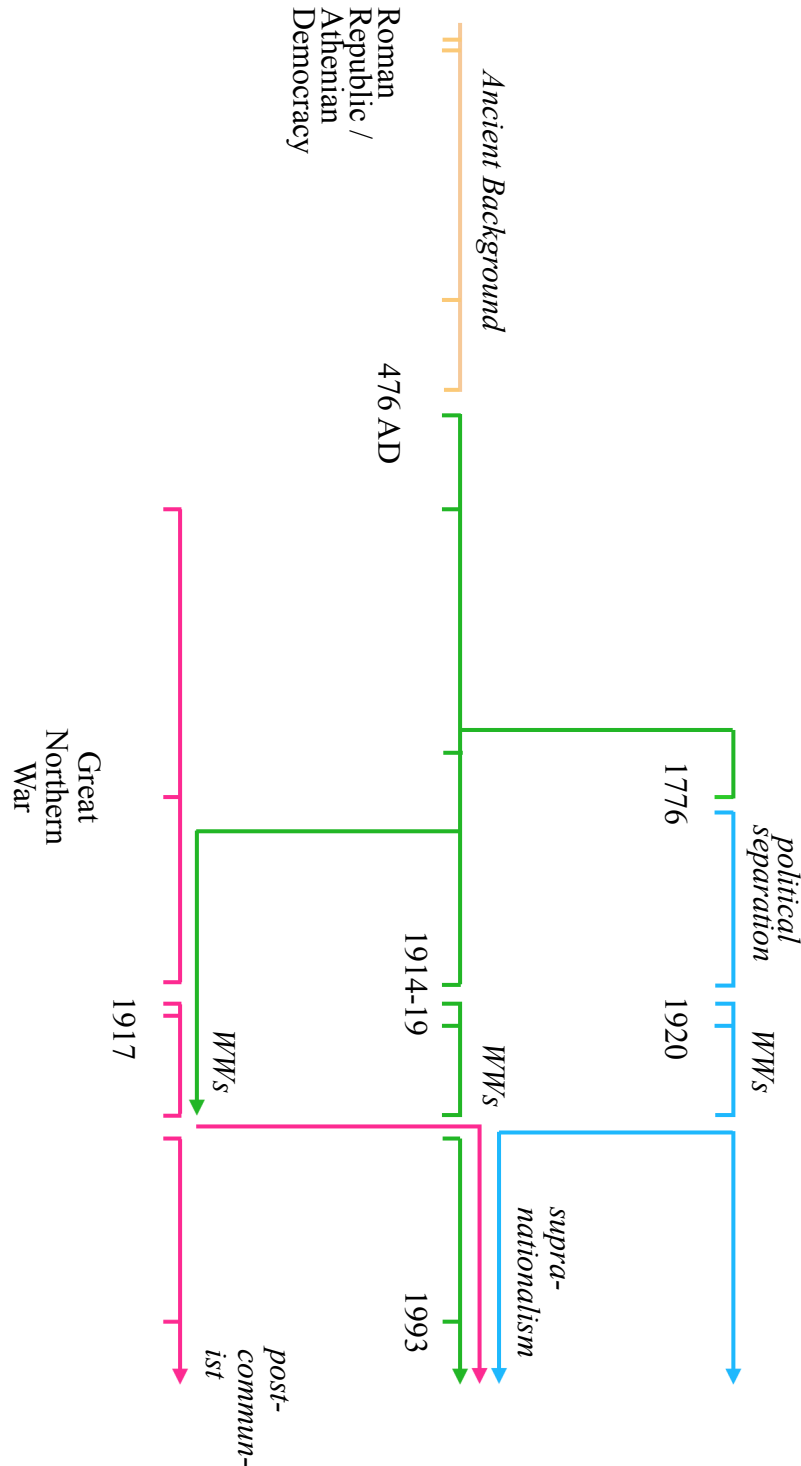 political
separation
1776
WWs
1920
Ancient Background
Roman
Republic /
Athenian
Democracy
476 AD
1914-19
WWs
supra-
nationalism
1993
Great
Northern
War
WWs
1917
post-
commun-
ist